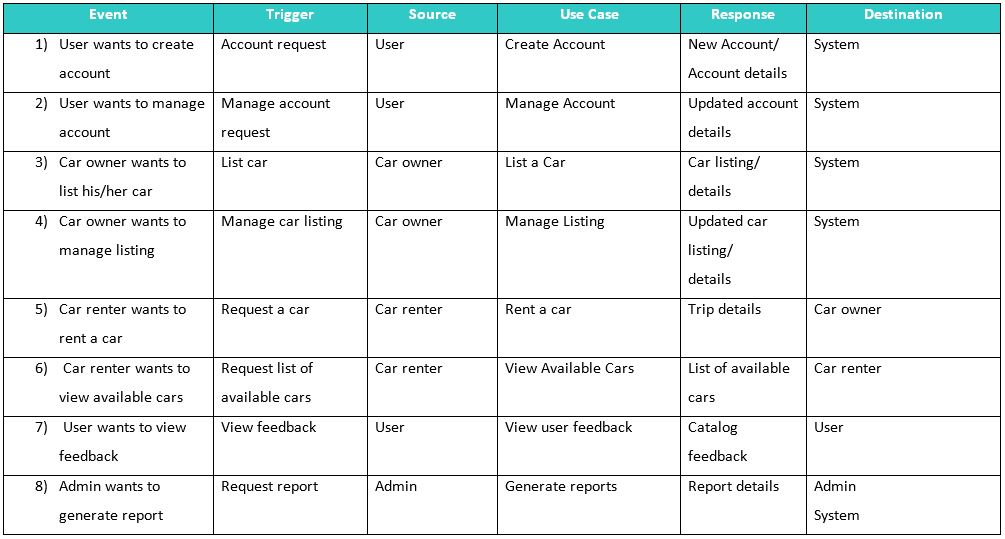 Event Trigger Source Use Case Response Destination
1) User wants to create account Account request User Create Account New Account/ Account details System
2) User wants to manage account Manage account request User Manage Account Updated account details System
3) Car owner wants to list his/her car List car Car owner List a Car Car listing/ details System
4) Car owner wants to manage listing Manage car listing Car owner Manage Listing Updated car listing/ details System
5) Car renter wants to rent a car Request a car Car renter Rent a car Trip details Car owner
6) Car renter wants to view available cars Request list of available cars Car renter View Available Cars List of available cars Car renter
7) User wants to view feedback View feedback User View user feedback Catalog feedback User
8) Admin wants to generate report Request report Admin Generate reports Report details Admin System